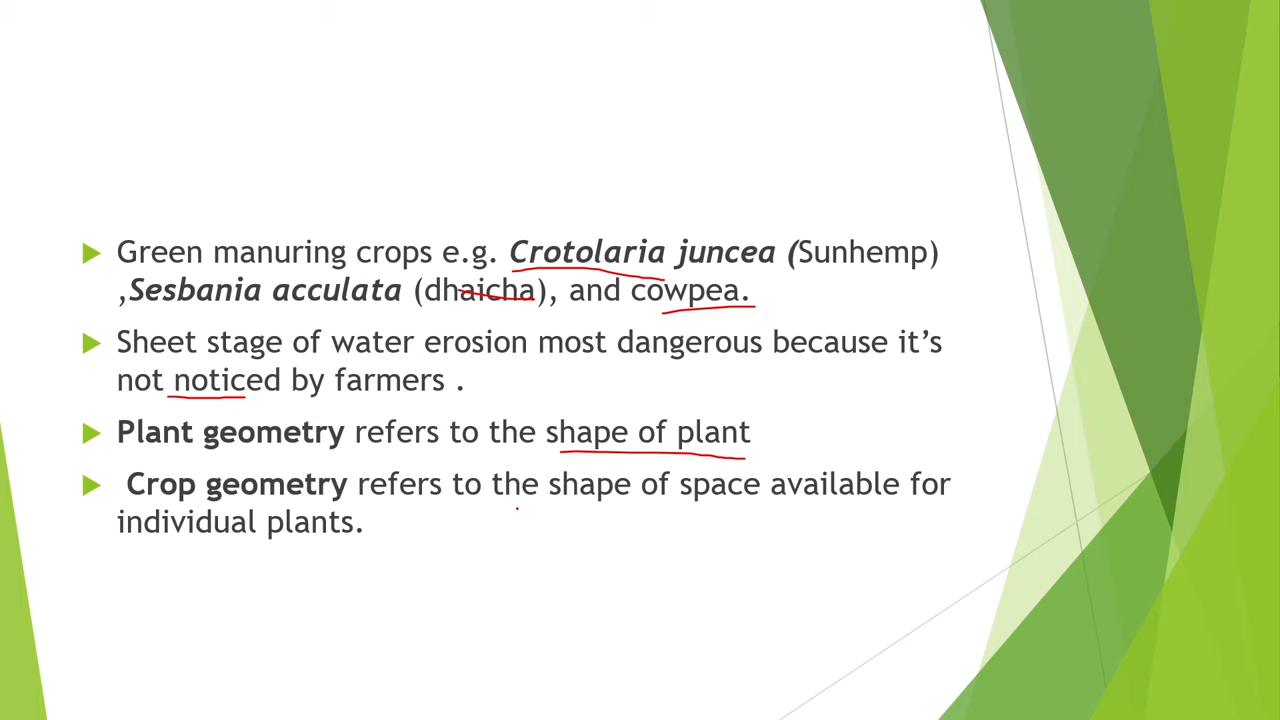 Green manuring crops e.g. Crotolaria juncea (Sunhemp)
,Sesbania acculata (dhaicha), and cowpea.
Sheet stage of water erosion most dangerous because it’s
not noticed by farmers .
Plant geometry refers to the shape of plant
Crop geometry refers to the shape of space available for
individual plants.